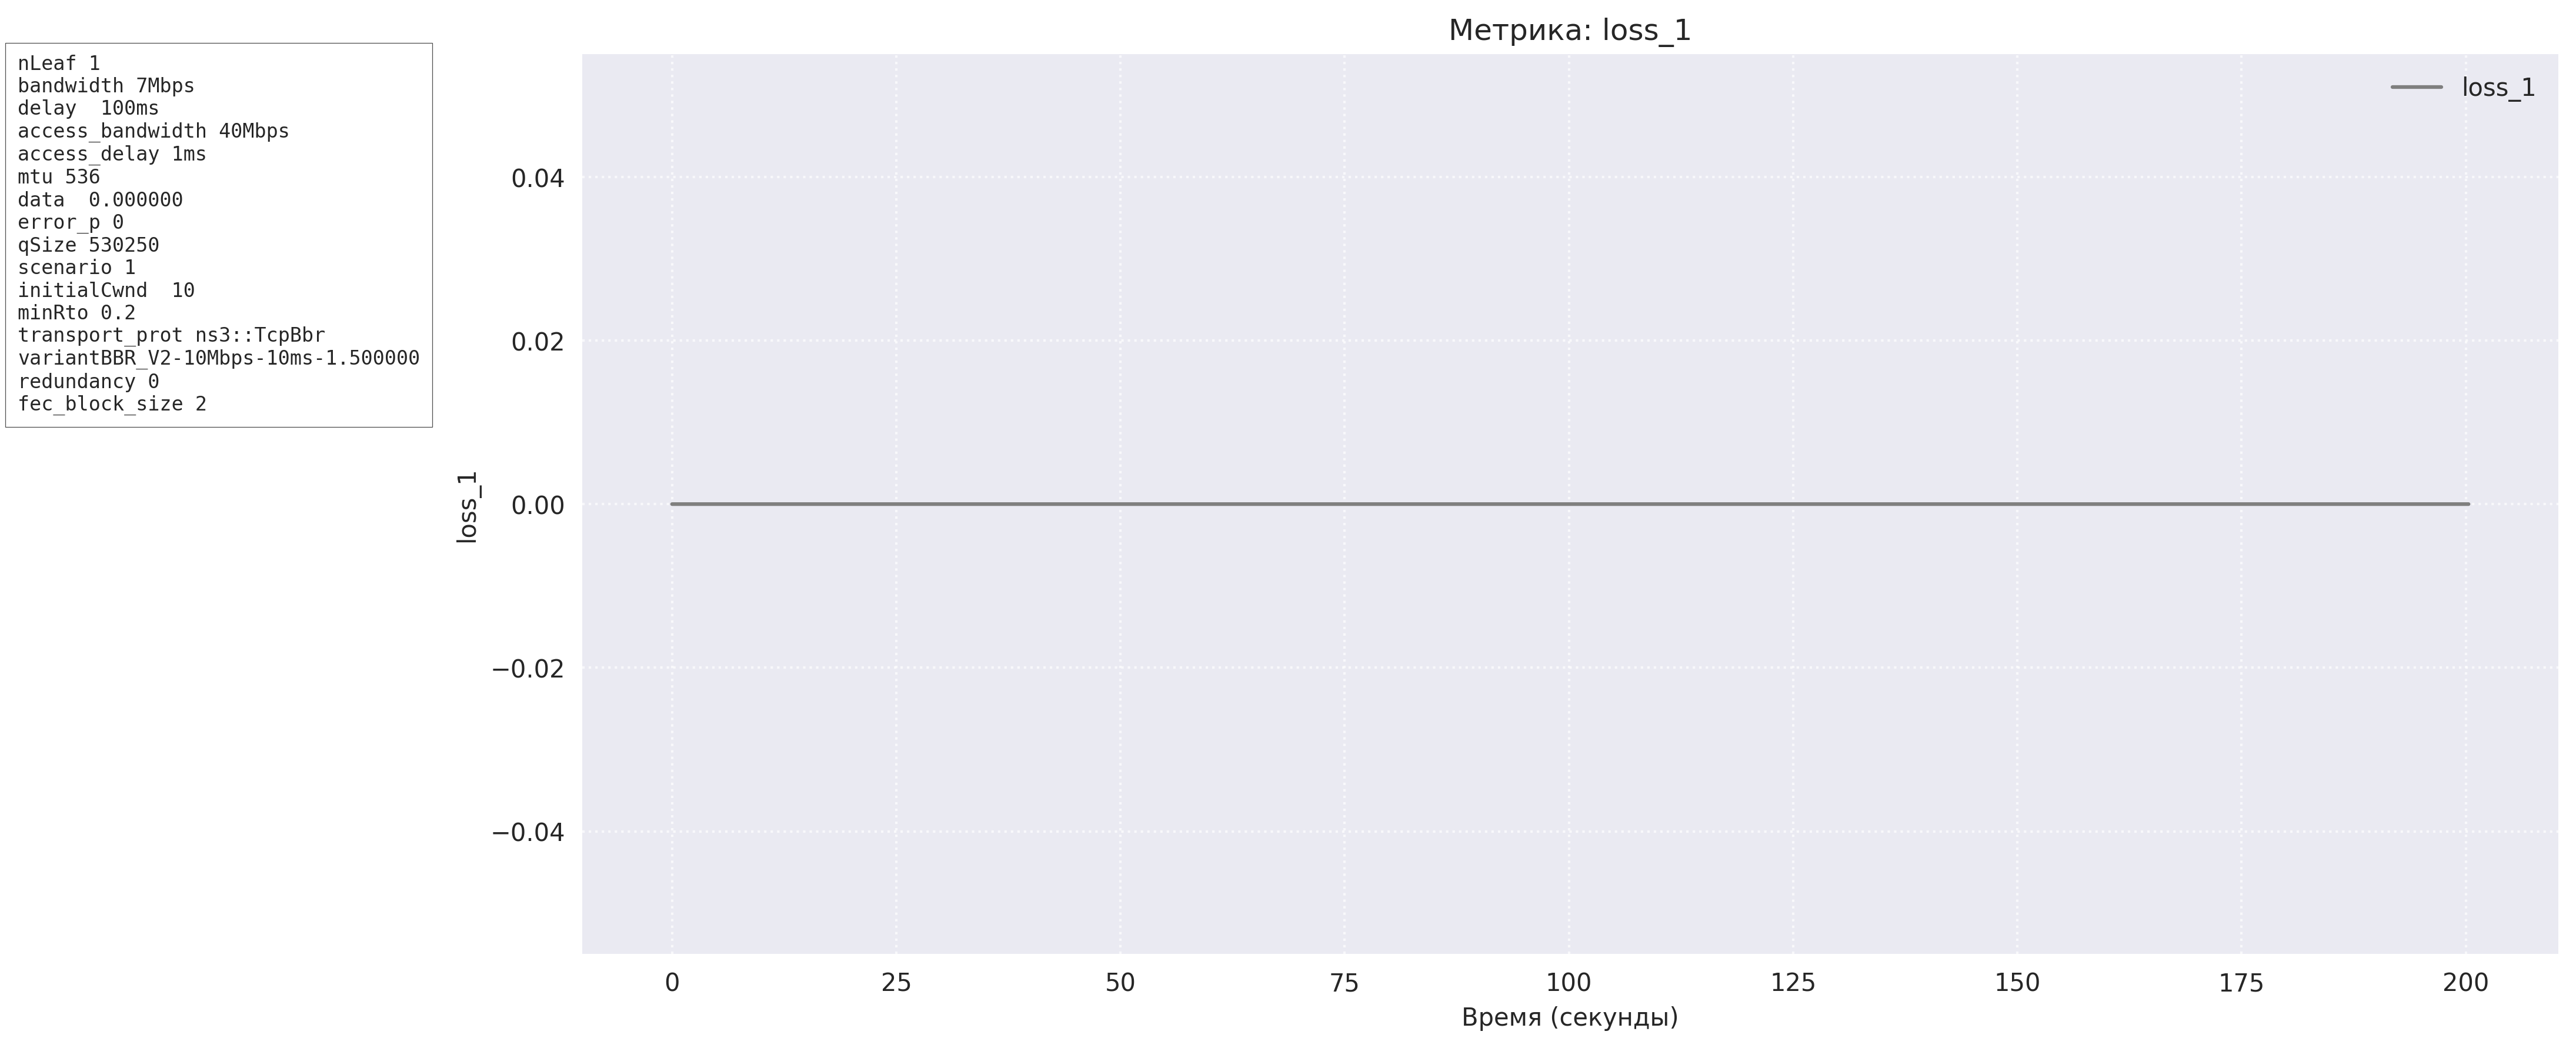 Метрика: loss_1
nLeaf 1
bandwidth 7Mbps
delay  100ms
access_bandwidth 40Mbps
access_delay 1ms
mtu 536
data  0.000000
error_p 0
qSize 530250
scenario 1
initialCwnd  10
minRto 0.2
transport_prot ns3::TcpBbr
variantBBR_V2-10Mbps-10ms-1.500000
redundancy 0
fec_block_size 2
loss_1
loss_1
0.04
0.02
0.00
−0.02
−0.04
0 25 50 75 100 125 150 175 200
Время (секунды)